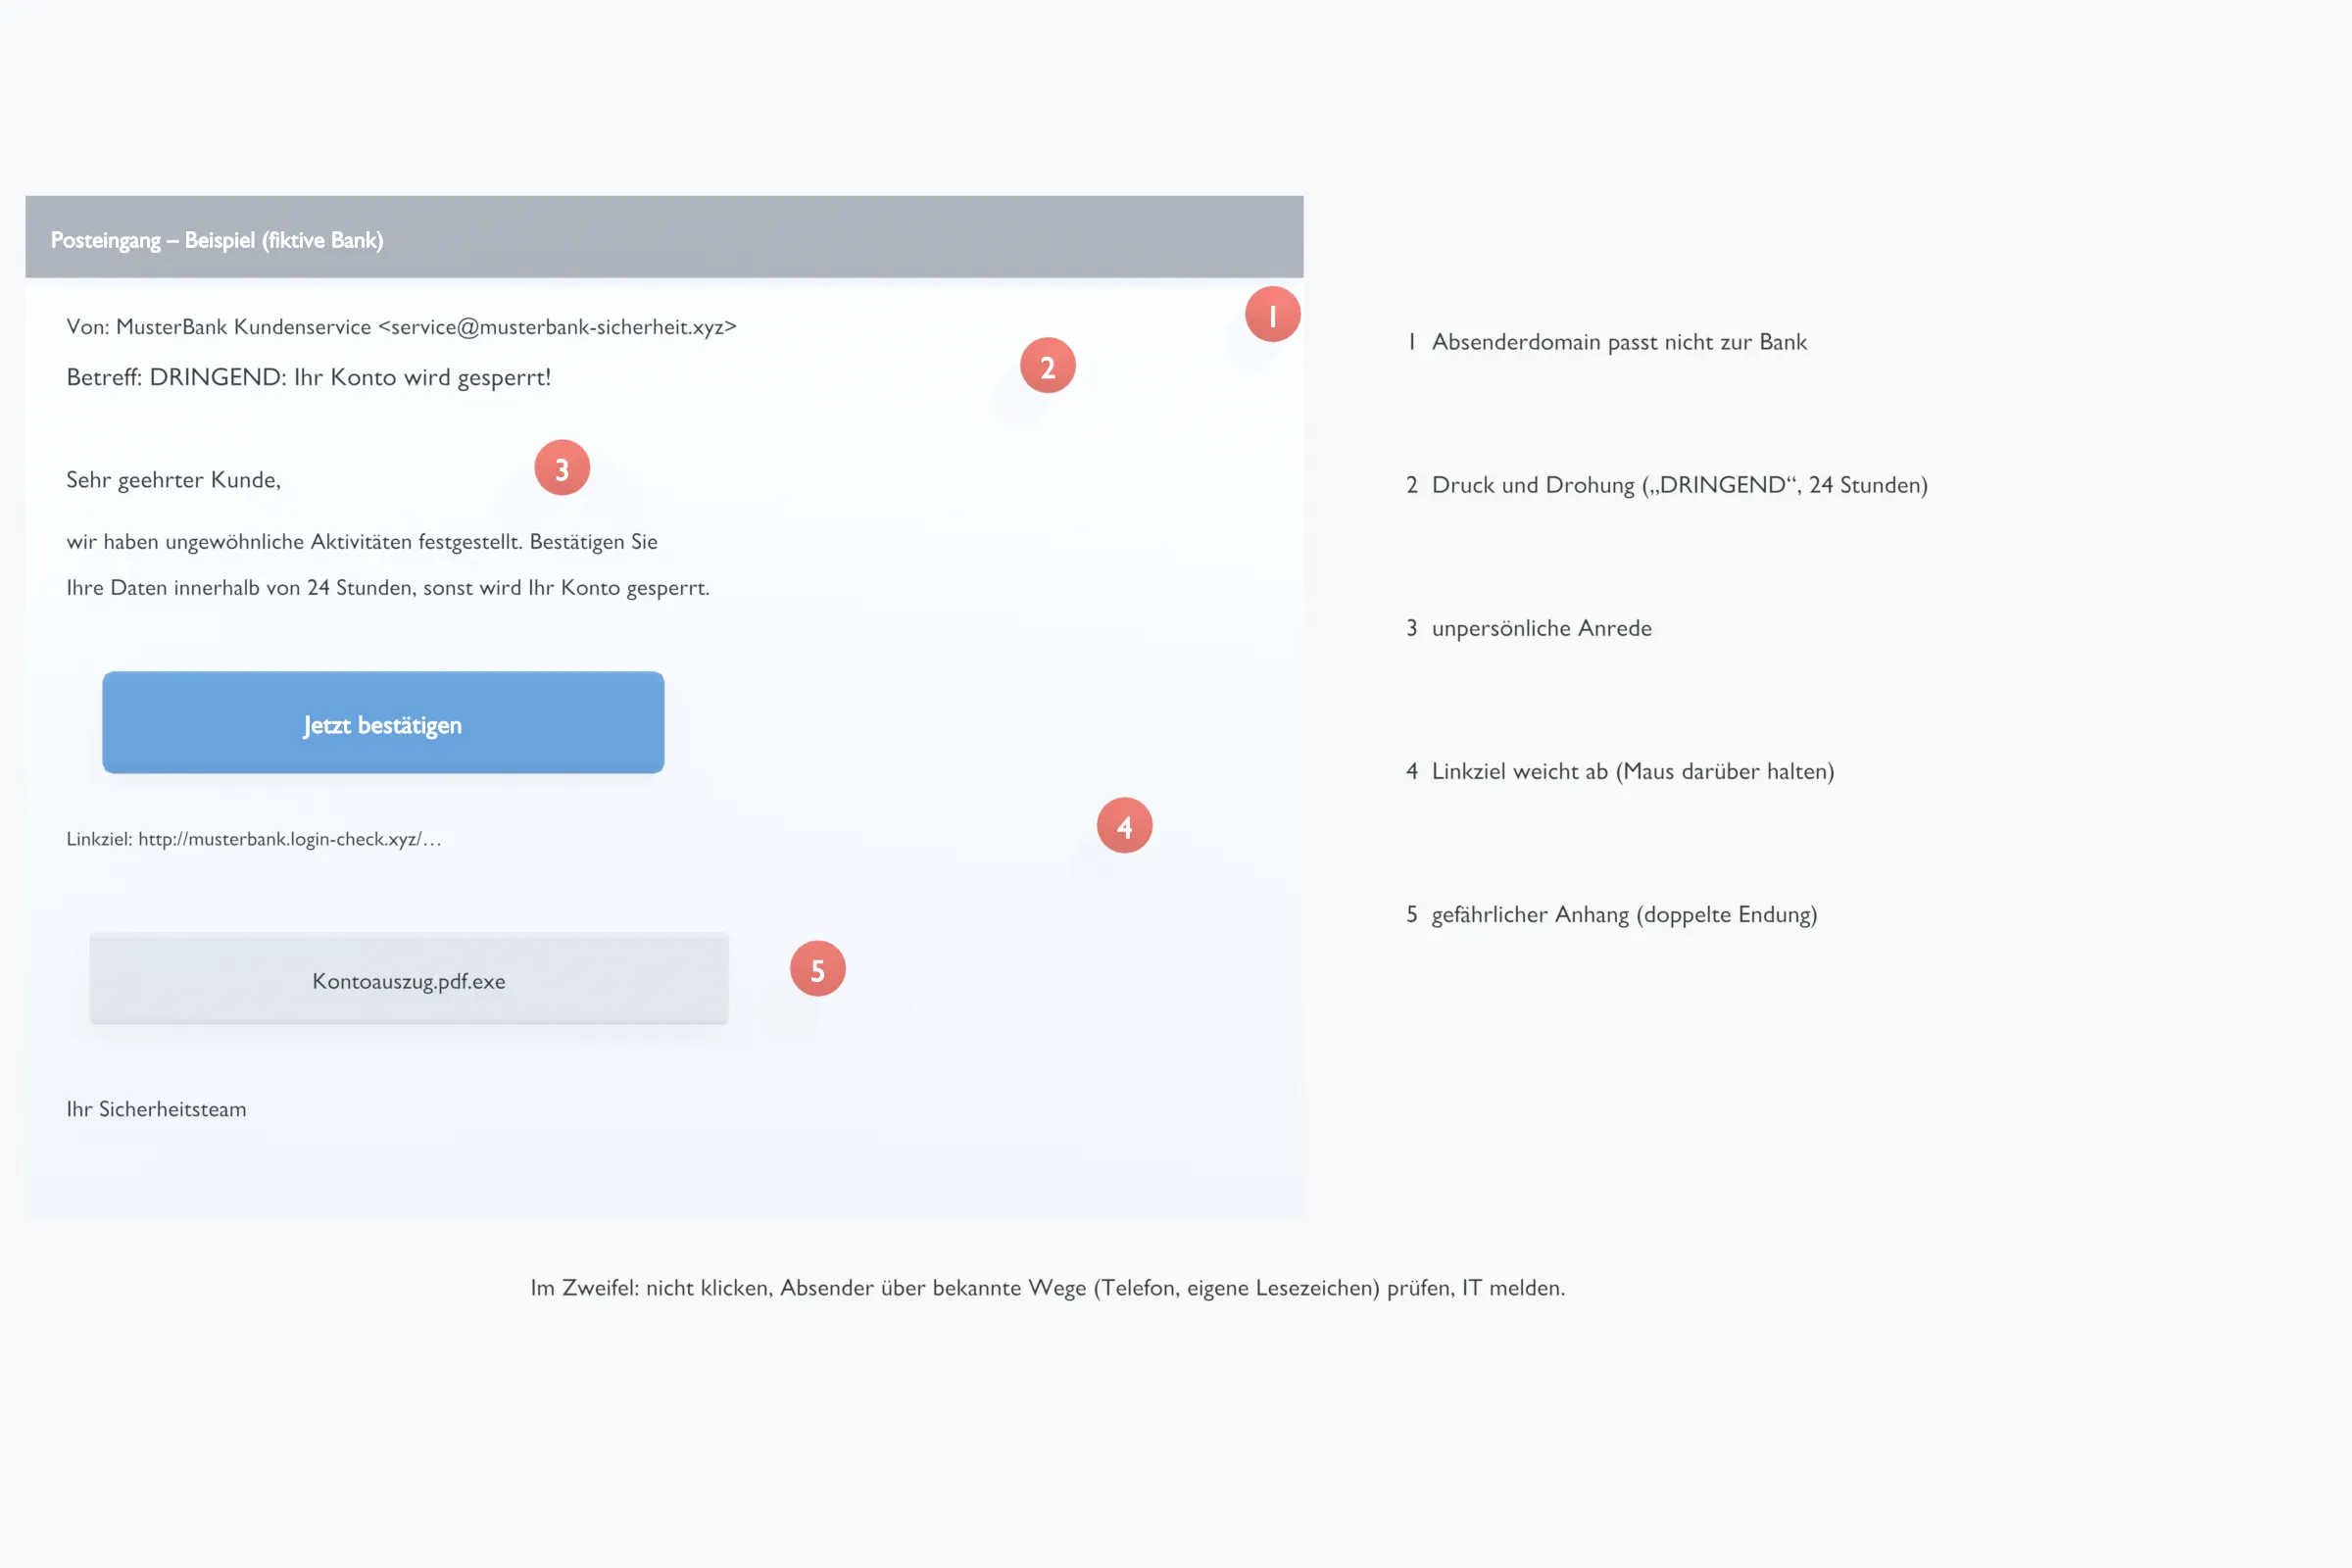 Posteingang – Beispiel (fiktive Bank)
Von: MusterBank Kundenservice <service@musterbank-sicherheit.xyz>
1
Betreff: DRINGEND: Ihr Konto wird gesperrt!
2
Sehr geehrter Kunde,
3
wir haben ungewöhnliche Aktivitäten festgestellt. Bestätigen Sie
Ihre Daten innerhalb von 24 Stunden, sonst wird Ihr Konto gesperrt.
Jetzt bestätigen
Linkziel: http://musterbank.login-check.xyz/…
4
Kontoauszug.pdf.exe
5
Ihr Sicherheitsteam
1 Absenderdomain passt nicht zur Bank
2 Druck und Drohung („DRINGEND“, 24 Stunden)
3 unpersönliche Anrede
4 Linkziel weicht ab (Maus darüber halten)
5 gefährlicher Anhang (doppelte Endung)
Im Zweifel: nicht klicken, Absender über bekannte Wege (Telefon, eigene Lesezeichen) prüfen, IT melden.